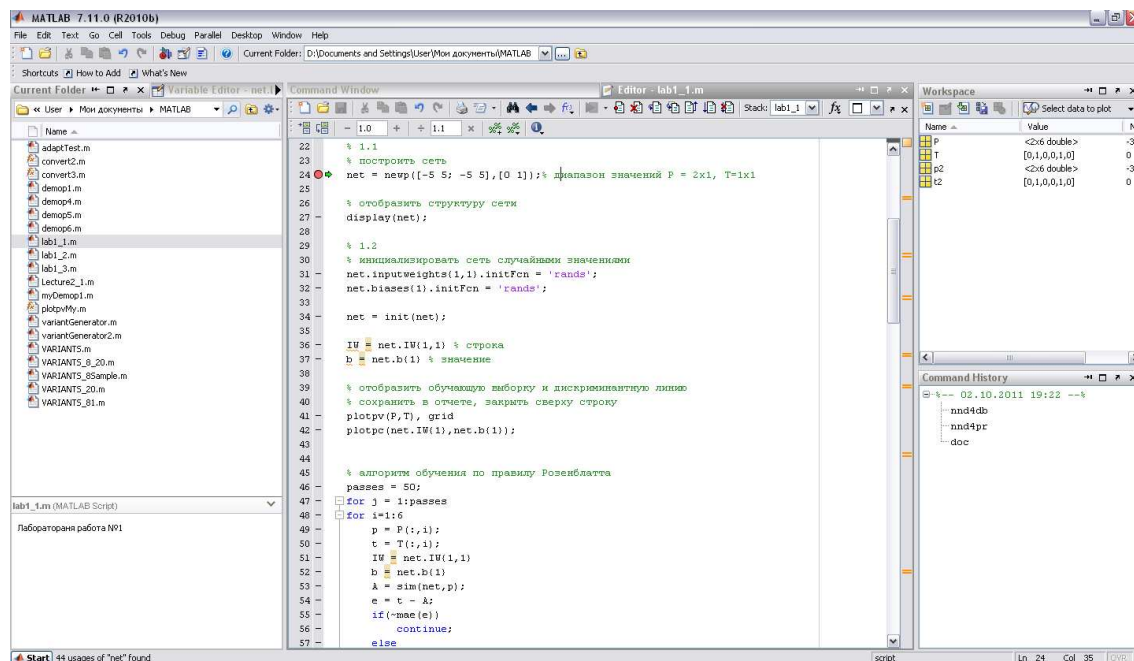 MATLAB 7.11.0 (R2010b)
File Edit Text Go Cell Tools Debug Parallel Desktop Window Help
Current Folder: D:\Documents and Settings\User\Мои документы\MATLAB
Shortcuts How to Add What's New
Current Folder
Variable Editor - net.I
Command Window
Editor - lab1_1.m
Workspace
« User ▸ Мои документы ▸ MATLAB
Stack: lab1_1
Select data to plot
Name
adaptTest.m
convert2.m
convert3.m
demop1.m
demop4.m
demop5.m
demop6.m
lab1_1.m
lab1_2.m
lab1_3.m
Lecture2_1.m
myDemop1.m
plotpvMy.m
variantGenerator.m
variantGenerator2.m
VARIANTS.m
VARIANTS_8_20.m
VARIANTS_8Sample.m
VARIANTS_20.m
VARIANTS_81.m
lab1_1.m (MATLAB Script)
Лаботораня работа №1
− 1.0 + ÷ 1.1 ×
22 % 1.1
23 % построить сеть
24 net = newp([-5 5; -5 5],[0 1]);% диапазон значений P = 2x1, T=1x1
25
26 % отобразить структуру сети
27 − display(net);
28
29 % 1.2
30 % инициализировать сеть случайными значениями
31 − net.inputweights{1,1}.initFcn = 'rands';
32 − net.biases{1}.initFcn = 'rands';
33
34 − net = init(net);
35
36 − IW = net.IW{1,1} % строка
37 − b = net.b{1} % значение
38
39 % отобразить обучающую выборку и дискриминантную линию
40 % сохранить в отчете, закрыть сверху строку
41 − plotpv(P,T), grid
42 − plotpc(net.IW{1},net.b{1});
43
44
45 % алгоритм обучения по правилу Розенблатта
46 − passes = 50;
47 − for j = 1:passes
48 − for i=1:6
49 − p = P(:,i);
50 − t = T(:,i);
51 − IW = net.IW{1,1}
52 − b = net.b{1}
53 − A = sim(net,p);
54 − e = t - A;
55 − if(~mae(e))
56 − continue;
57 − else
Name Value
P <2x6 double> -3
T [0,1,0,0,1,0] 0
p2 <2x6 double> -3
t2 [0,1,0,0,1,0] 0
Command History
%-- 02.10.2011 19:22 --%
nnd4db
nnd4pr
doc
Start 44 usages of "net" found
script
Ln 24 Col 35 OVR